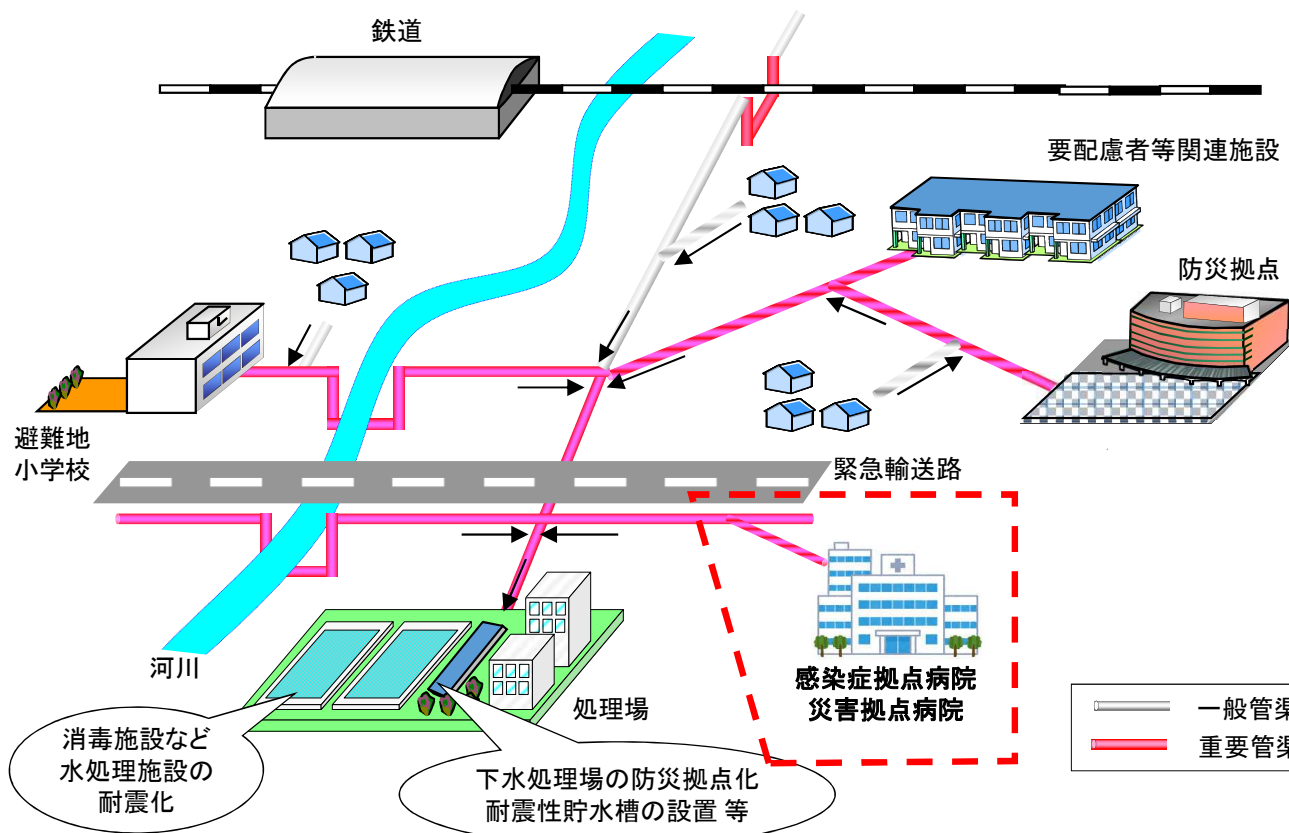 鉄道
要配慮者等関連施設
防災拠点
避難地
小学校
緊急輸送路
河川
処理場
感染症拠点病院
災害拠点病院
消毒施設など
水処理施設の
耐震化
下水処理場の防災拠点化
耐震性貯水槽の設置 等
一般管渠
重要管渠